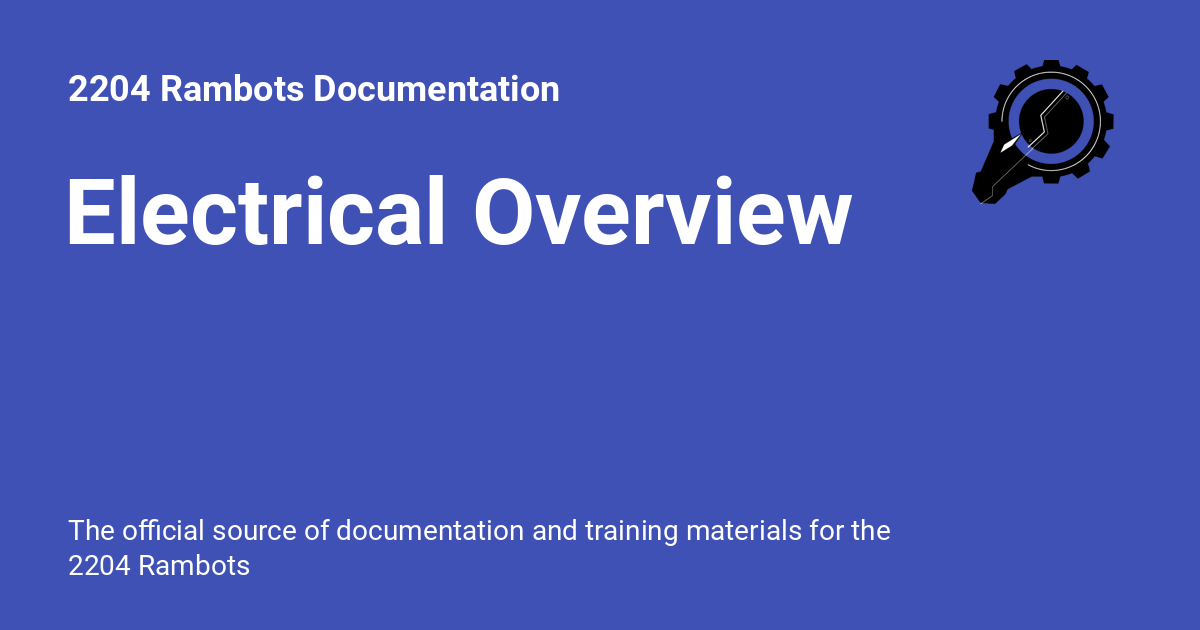 2204 Rambots Documentation
Electrical Overview
The official source of documentation and training materials for the
2204 Rambots